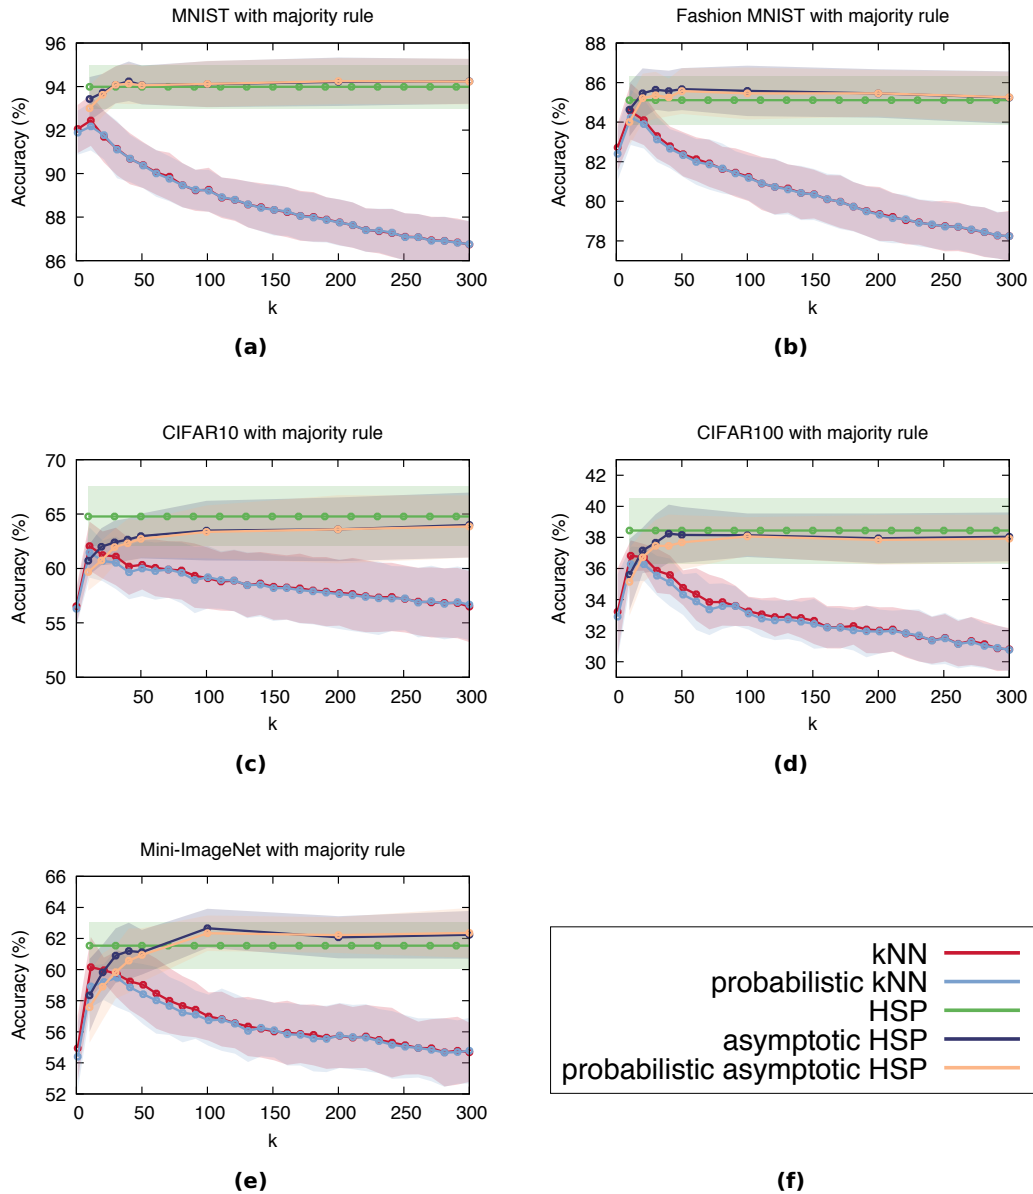 MNIST with majority rule
Accuracy (%)
96
94
92
90
88
86
0 50 100 150 200 250 300
k
(a)
Fashion MNIST with majority rule
Accuracy (%)
88
86
84
82
80
78
0 50 100 150 200 250 300
k
(b)
CIFAR10 with majority rule
Accuracy (%)
70
65
60
55
50
50 100 150 200 250 300
k
(c)
CIFAR100 with majority rule
Accuracy (%)
42
40
38
36
34
32
30
0 50 100 150 200 250 300
k
(d)
Mini-ImageNet with majority rule
Accuracy (%)
66
64
62
60
58
56
54
52
0 50 100 150 200 250 300
k
(e)
kNN
probabilistic kNN
HSP
asymptotic HSP
probabilistic asymptotic HSP
(f)